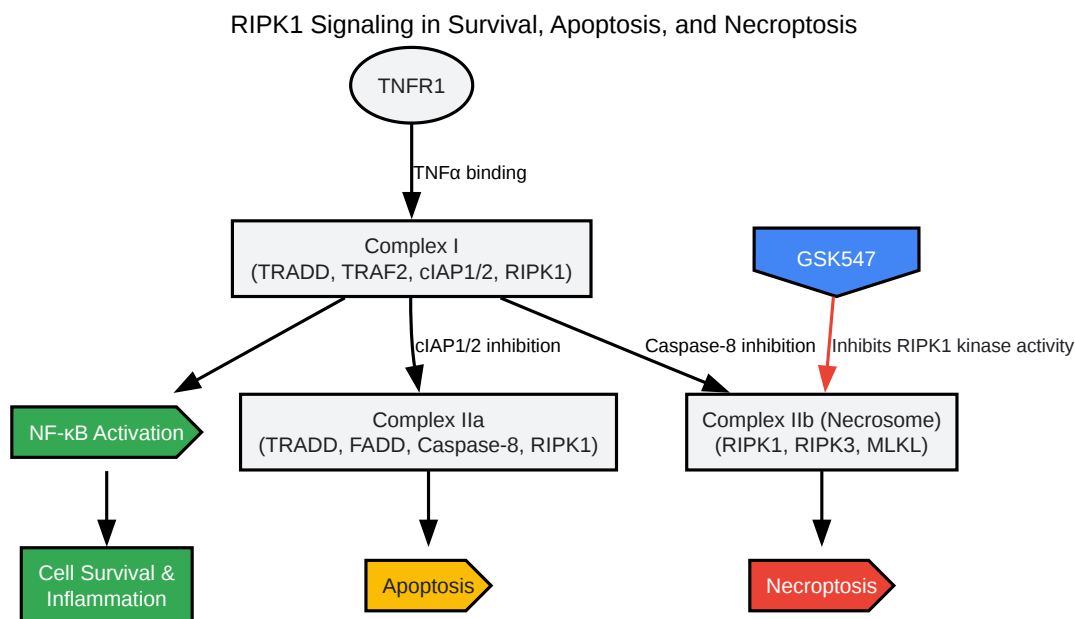 RIPK1 Signaling in Survival, Apoptosis, and Necroptosis
TNFR1
TNFα binding
Complex I
(TRADD, TRAF2, cIAP1/2, RIPK1)
GSK547
cIAP1/2 inhibition
Caspase-8 inhibition
Inhibits RIPK1 kinase activity
NF-κB Activation
Complex IIa
(TRADD, FADD, Caspase-8, RIPK1)
Complex IIb (Necrosome)
(RIPK1, RIPK3, MLKL)
Cell Survival &
Inflammation
Apoptosis
Necroptosis